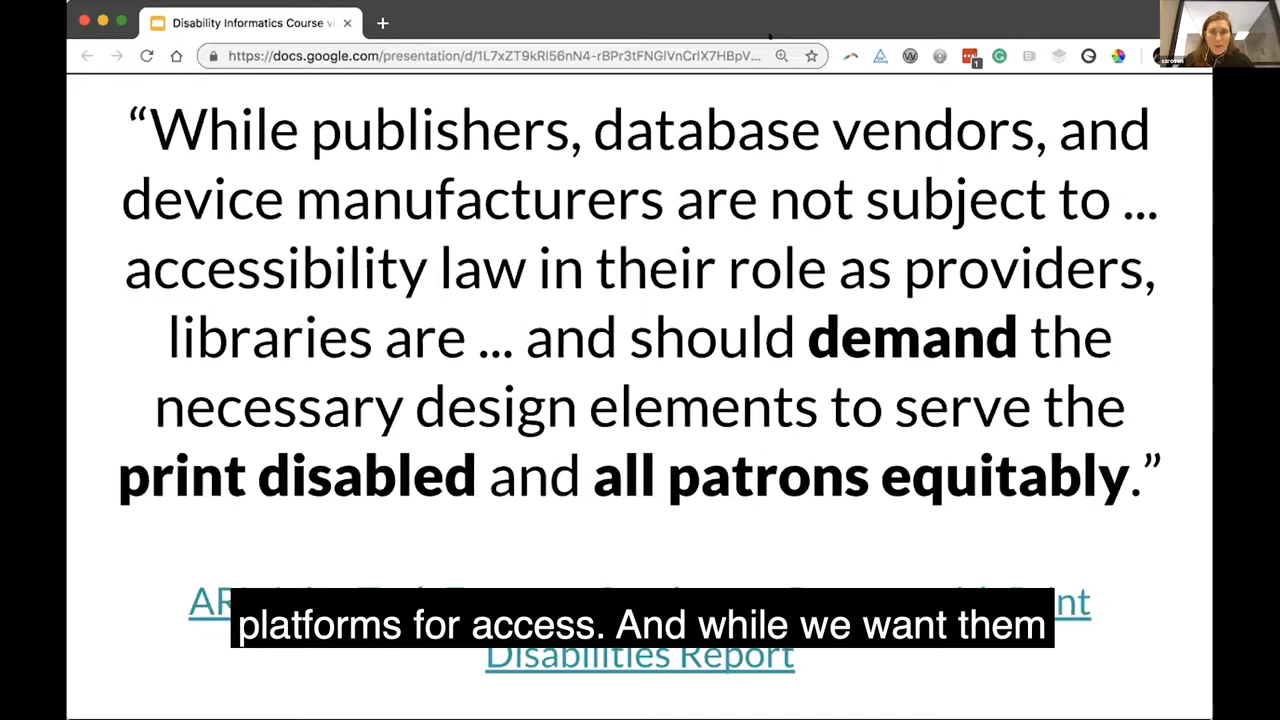 Disability Informatics Course v
https://docs.google.com/presentation/d/1L7xZT9kRl56nN4-rBPr3tFNGlVnCrlX7HBpV...
1
“While publishers, database vendors, and
device manufacturers are not subject to ...
accessibility law in their role as providers,
libraries are ... and should demand the
necessary design elements to serve the
print disabled and all patrons equitably.”
platforms for access. And while we want them
Disabilities Report